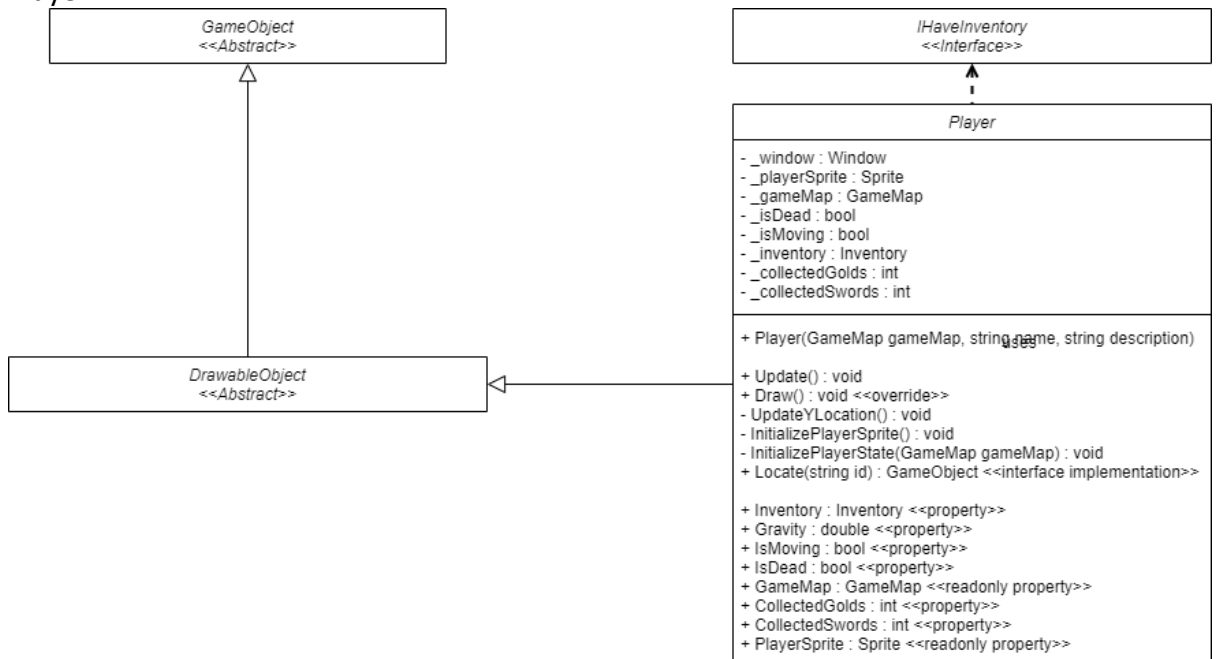 GameObject
<<Abstract>>
IHaveInventory
<<Interface>>
Player
- _window : Window
- _playerSprite : Sprite
- _gameMap : GameMap
- _isDead : bool
- _isMoving : bool
- _inventory : Inventory
- _collectedGolds : int
- _collectedSwords : int
+ Player(GameMap gameMap, string name, string description)
uses
+ Update() : void
+ Draw() : void <<override>>
- UpdateYLocation() : void
- InitializePlayerSprite() : void
- InitializePlayerState(GameMap gameMap) : void
+ Locate(string id) : GameObject <<interface implementation>>
+ Inventory : Inventory <<property>>
+ Gravity : double <<property>>
+ IsMoving : bool <<property>>
+ IsDead : bool <<property>>
+ GameMap : GameMap <<readonly property>>
+ CollectedGolds : int <<property>>
+ CollectedSwords : int <<property>>
+ PlayerSprite : Sprite <<readonly property>>
DrawableObject
<<Abstract>>